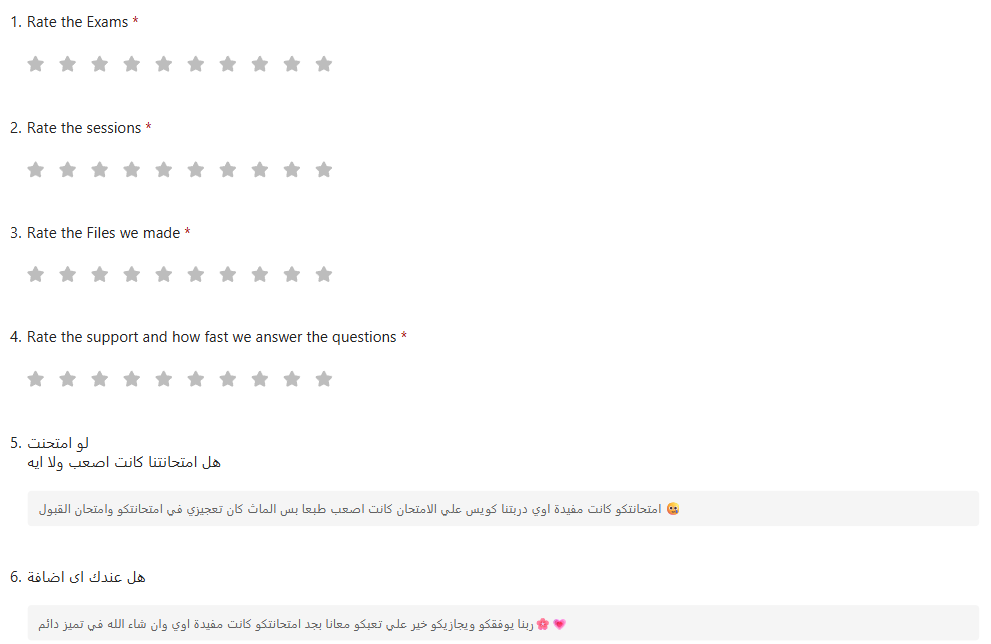 1. Rate the Exams *
2. Rate the sessions *
3. Rate the Files we made *
4. Rate the support and how fast we answer the questions *
5. لو امتحنت
هل امتحانتنا كانت اصعب ولا ايه
امتحانتكو كانت مفيدة اوي دربتنا كويس علي الامتحان كانت اصعب طبعا بس الماث كان تعجيزي في امتحانتكو وامتحان القبول 🤩
6. هل عندك اى اضافة
ربنا يوفقكو ويجازيكو خير علي تعبكو معانا بجد امتحانتكو كانت مفيدة اوي وان شاء الله في تميز دائم 🌸💗